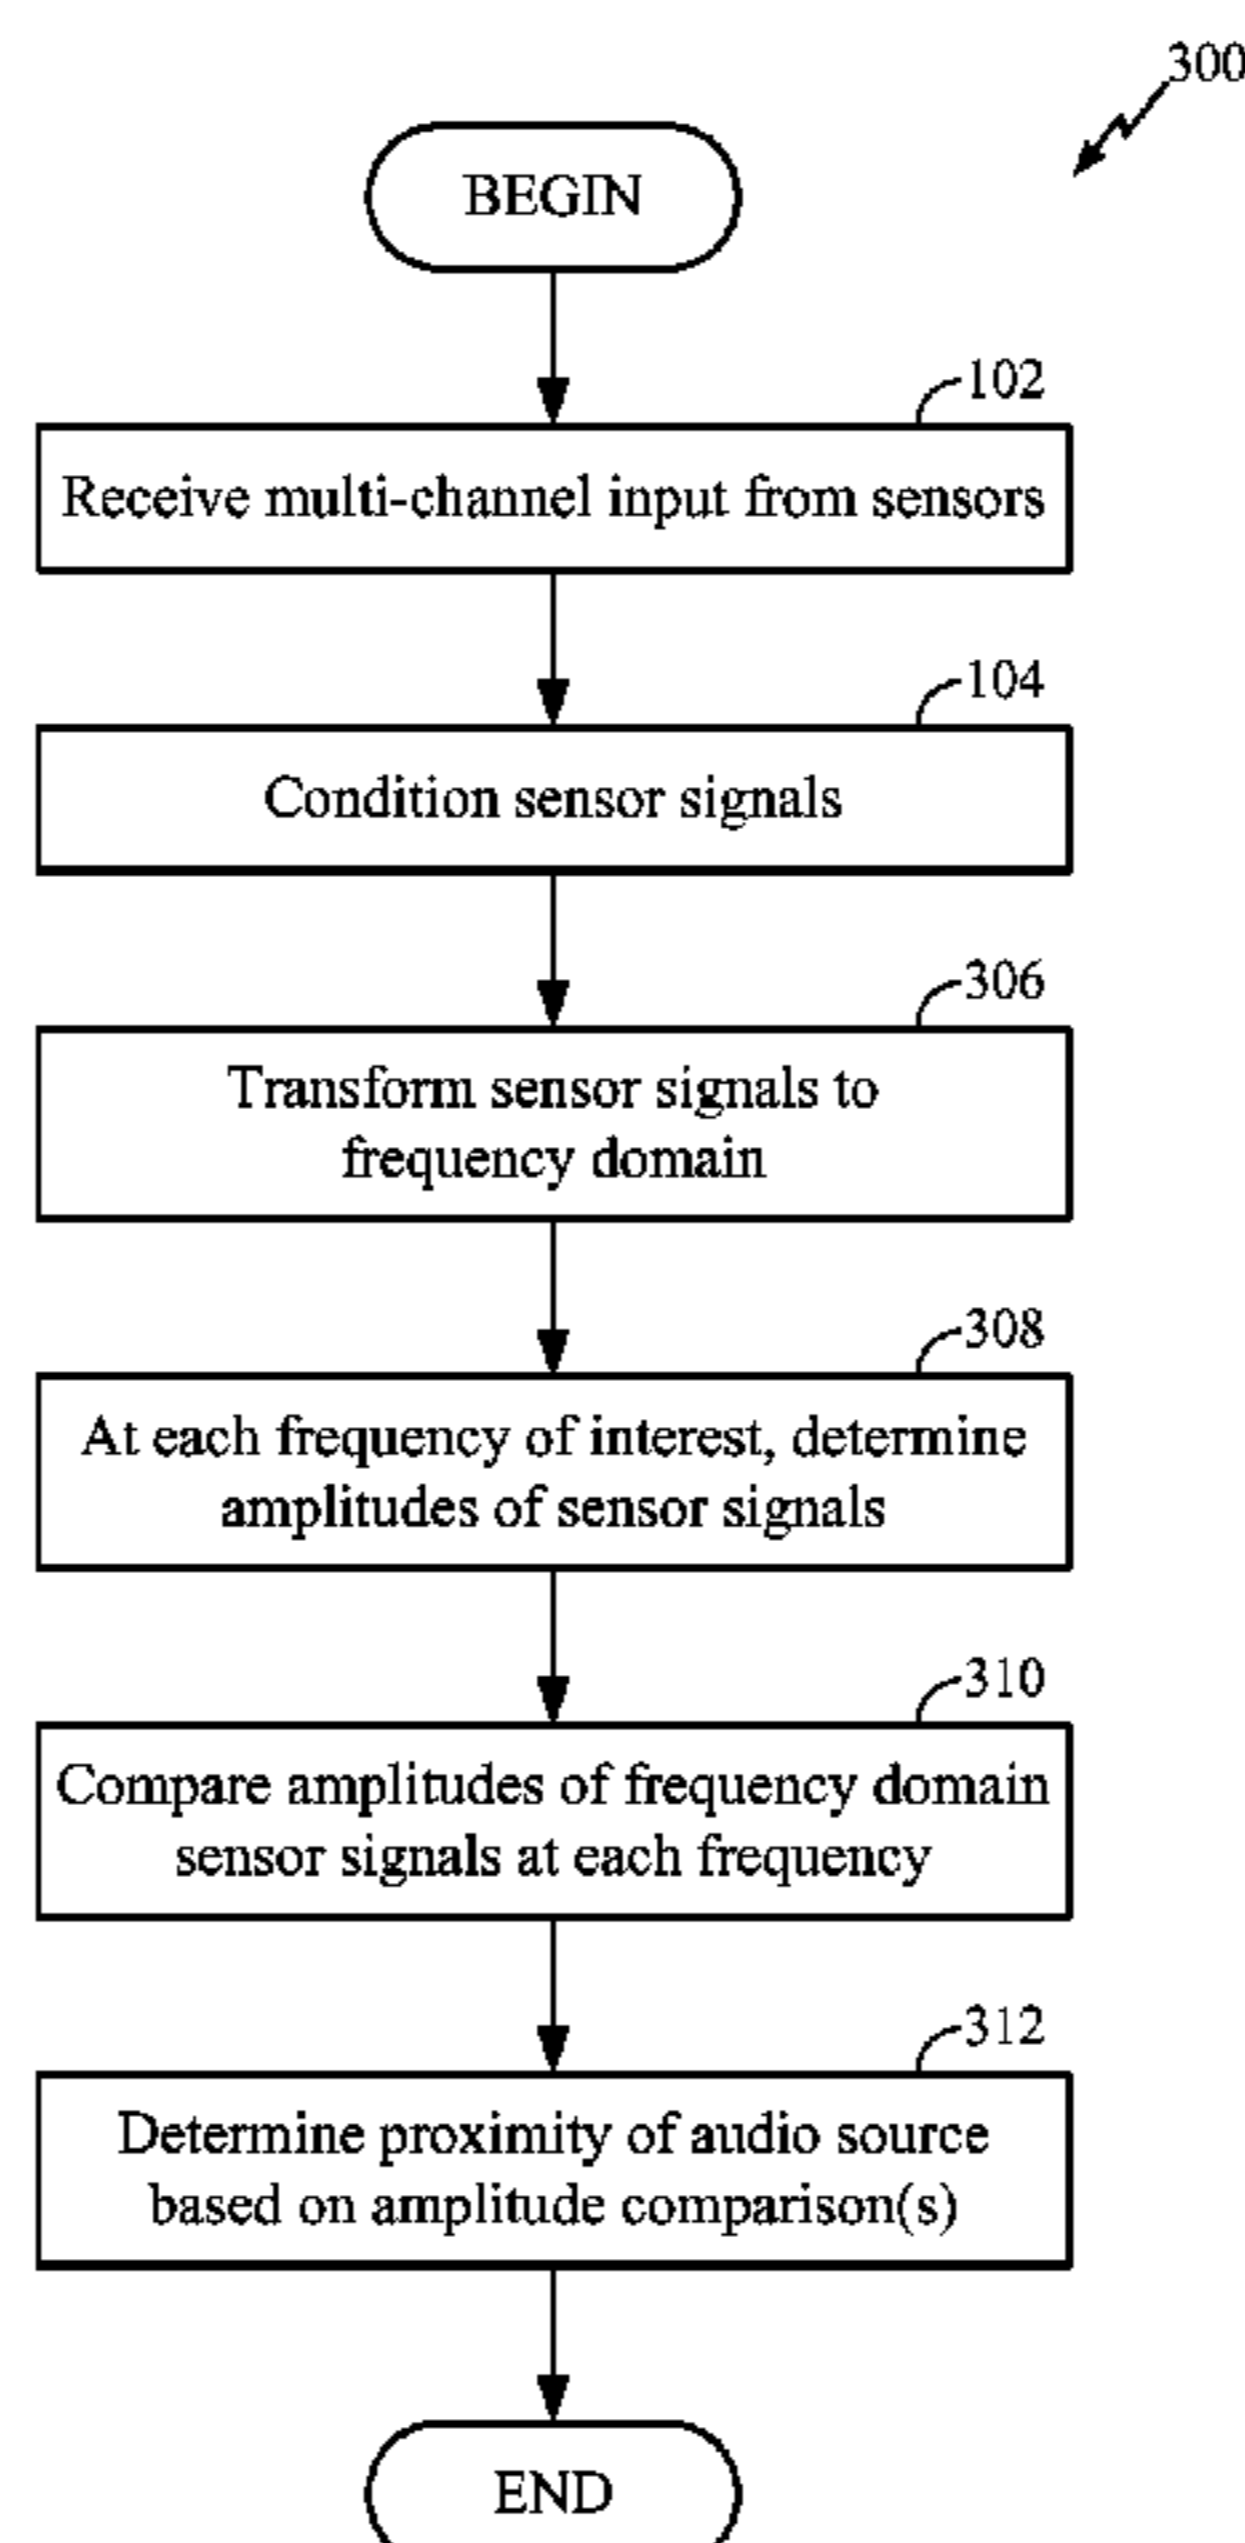 300
BEGIN
102
Receive multi-channel input from sensors
104
Condition sensor signals
306
Transform sensor signals to
frequency domain
308
At each frequency of interest, determine
amplitudes of sensor signals
310
Compare amplitudes of frequency domain
sensor signals at each frequency
312
Determine proximity of audio source
based on amplitude comparison(s)
END